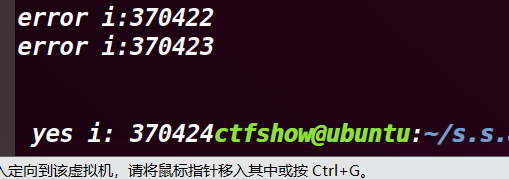 error i:370422
error i:370423
yes i: 370424ctfshow@ubuntu:~/s.s.
入定向到该虚拟机，请将鼠标指针移入其中或按 Ctrl+G。